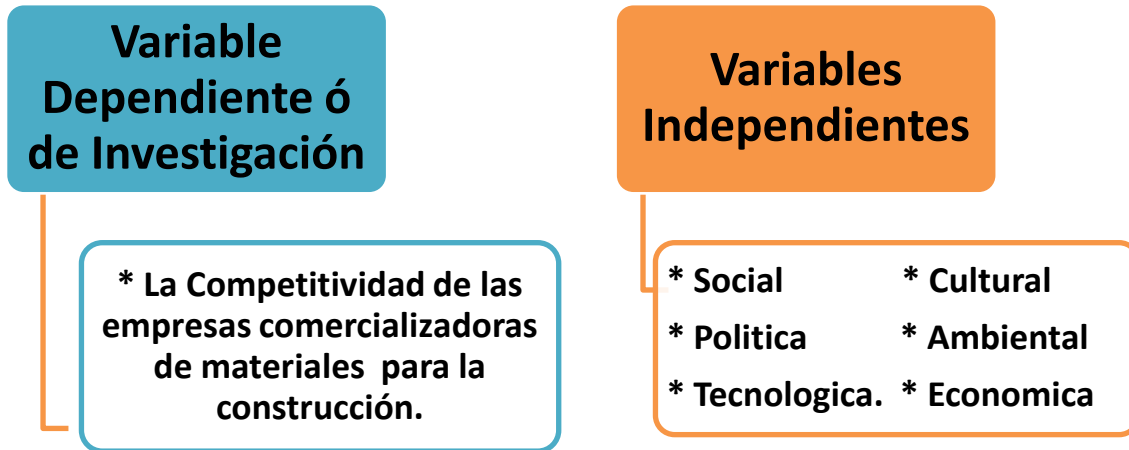 Variable
Dependiente ó
de Investigación
* La Competitividad de las
empresas comercializadoras
de materiales para la
construcción.
Variables
Independientes
* Social * Cultural
* Politica * Ambiental
* Tecnologica. * Economica